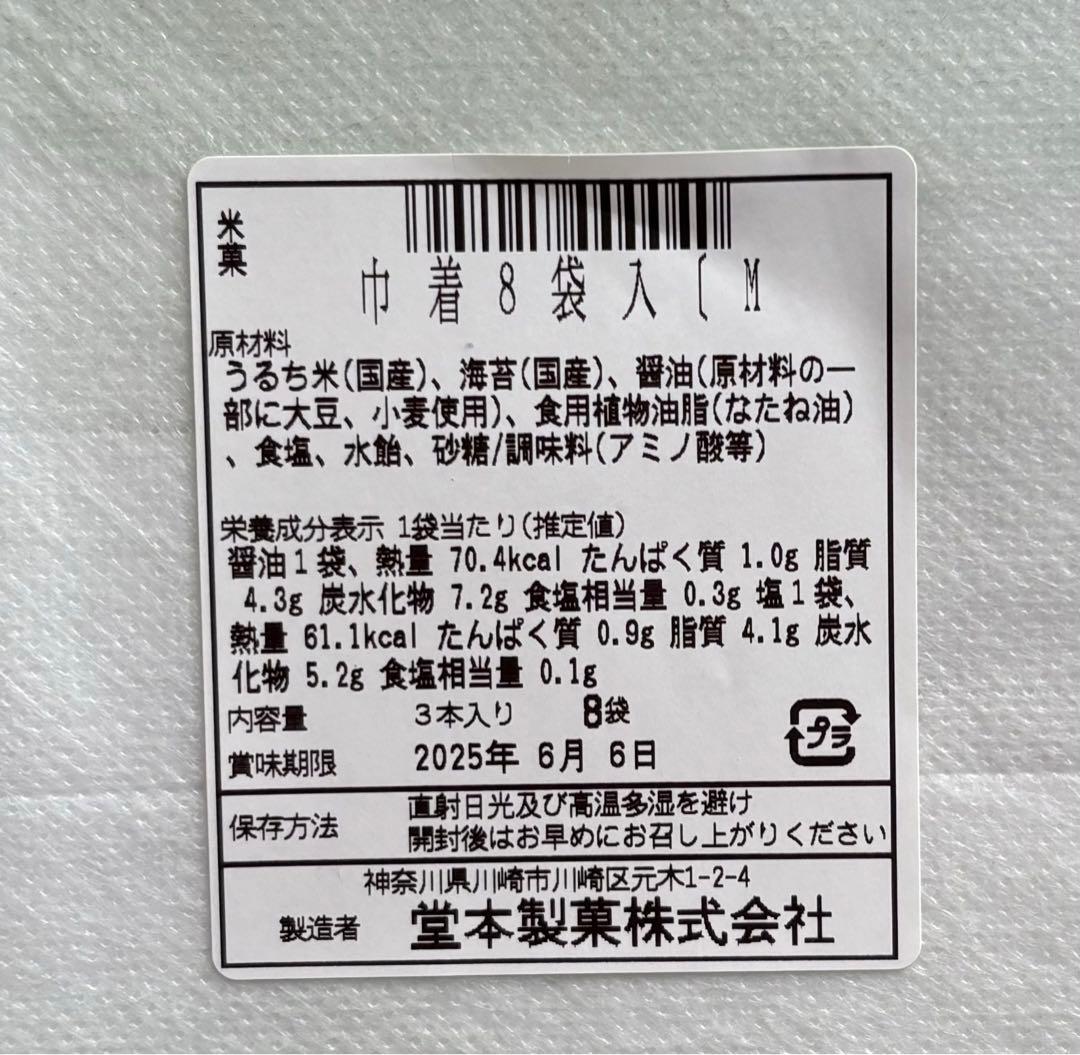 米菓
巾着8袋入〔M
原材料
うるち米(国産)、海苔(国産)、醤油(原材料の一
部に大豆、小麦使用)、食用植物油脂(なたね油)
、食塩、水飴、砂糖/調味料(アミノ酸等)
栄養成分表示 1袋当たり(推定値)
醤油1袋、熱量 70.4kcal たんぱく質 1.0g 脂質
4.3g 炭水化物 7.2g 食塩相当量 0.3g 塩1袋、
熱量 61.1kcal たんぱく質 0.9g 脂質 4.1g 炭水
化物 5.2g 食塩相当量 0.1g
内容量 3本入り 8袋
プラ
賞味期限 2025年 6月 6日
保存方法 直射日光及び高温多湿を避け
開封後はお早めにお召し上がりください
神奈川県川崎市川崎区元木1-2-4
製造者 堂本製菓株式会社